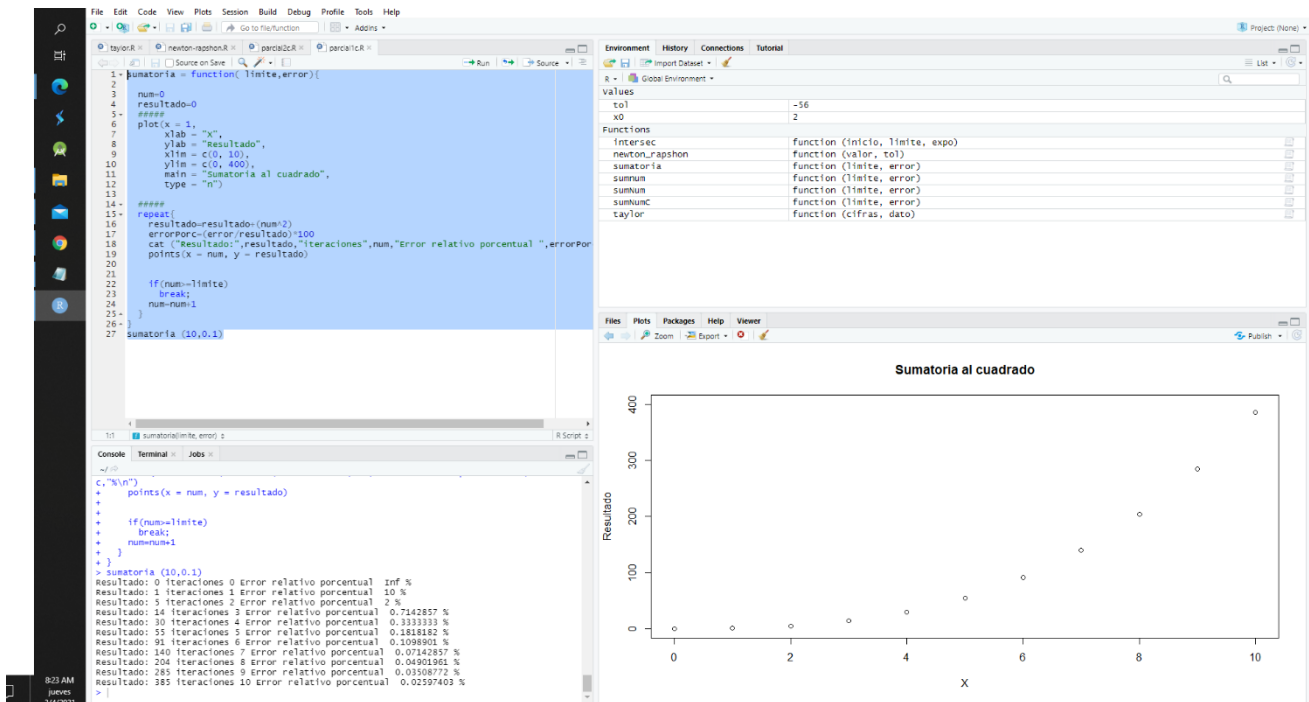 File Edit Code View Plots Session Build Debug Profile Tools Help
Go to file/function Addins Project: (None)
taylor.R newton-rapshon.R parcial2c.R parcial1c.R
Source on Save Run Source
1 sumatoria = function( limite,error){
2
3 num=0
4 resultado=0
5 #####
6 plot(x = 1,
7 xlab = "X",
8 ylab = "Resultado",
9 xlim = c(0, 10),
10 ylim = c(0, 400),
11 main = "Sumatoria al cuadrado",
12 type = "n")
13
14 #####
15 repeat{
16 resultado=resultado+(num^2)
17 errorPorc=(error/resultado)*100
18 cat ("Resultado:",resultado,"iteraciones",num,"Error relativo porcentual ",errorPor
19 points(x = num, y = resultado)
20
21
22 if(num>=limite)
23 break;
24 num=num+1
25 }
26 }
27 sumatoria (10,0.1)
1:1 sumatoria(limite, error) R Script
Console Terminal Jobs
~/
c,"%\n")
+ points(x = num, y = resultado)
+
+
+ if(num>=limite)
+ break;
+ num=num+1
+ }
+ }
> sumatoria (10,0.1)
Resultado: 0 iteraciones 0 Error relativo porcentual Inf %
Resultado: 1 iteraciones 1 Error relativo porcentual 10 %
Resultado: 5 iteraciones 2 Error relativo porcentual 2 %
Resultado: 14 iteraciones 3 Error relativo porcentual 0.7142857 %
Resultado: 30 iteraciones 4 Error relativo porcentual 0.3333333 %
Resultado: 55 iteraciones 5 Error relativo porcentual 0.1818182 %
Resultado: 91 iteraciones 6 Error relativo porcentual 0.1098901 %
Resultado: 140 iteraciones 7 Error relativo porcentual 0.07142857 %
Resultado: 204 iteraciones 8 Error relativo porcentual 0.04901961 %
Resultado: 285 iteraciones 9 Error relativo porcentual 0.03508772 %
Resultado: 385 iteraciones 10 Error relativo porcentual 0.02597403 %
>
Environment History Connections Tutorial
Import Dataset List
R Global Environment
Values
tol -56
x0 2
Functions
intersec function (inicio, limite, expo)
newton_rapshon function (valor, tol)
sumatoria function (limite, error)
sumnum function (limite, error)
sumNum function (limite, error)
sumNumC function (limite, error)
taylor function (cifras, dato)
Files Plots Packages Help Viewer
Zoom Export Publish
Sumatoria al cuadrado
Resultado
400
300
200
100
0
0 2 4 6 8 10
X
8:23 AM
jueves